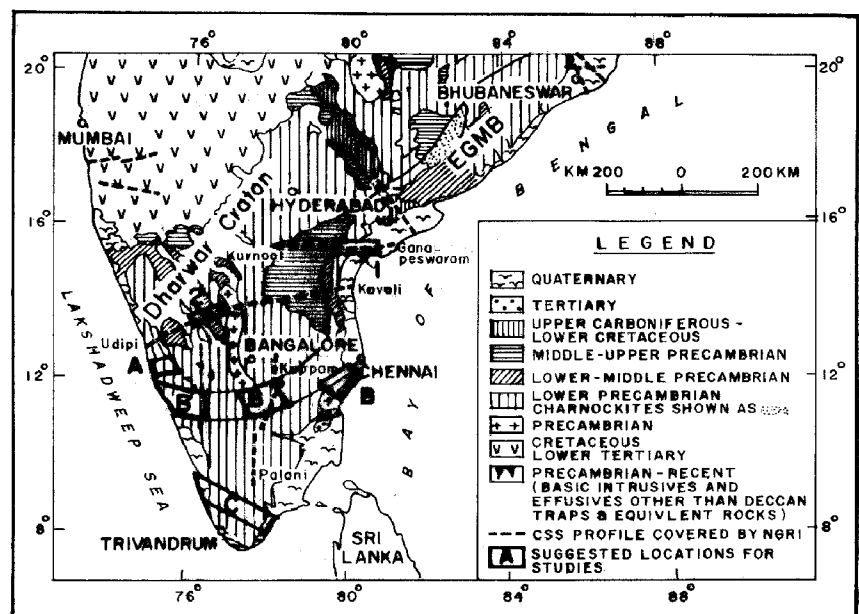 76° 80° 84° 88°
20° 20°
BHUBANESWAR
MUMBAI
EGMB
BENGAL
KM 200 0 200 KM
Dharwar Craton
HYDERABAD
16° 16°
LEGEND
Kurnool
Gana-
peswaram
QUATERNARY
TERTIARY
Kavali
UPPER CARBONIFEROUS-
LOWER CRETACEOUS
OF
LAKSHADWEEP SEA
Udipi
BANGALORE
MIDDLE-UPPER PRECAMBRIAN
A
Kuppam
CHENNAI
12° 12°
LOWER-MIDDLE PRECAMBRIAN
B B B
LOWER PRECAMBRIAN
CHARNOCKITES SHOWN AS
PRECAMBRIAN
BAY
CRETACEOUS
LOWER TERTIARY
Palani
PRECAMBRIAN-RECENT
(BASIC INTRUSIVES AND
EFFUSIVES OTHER THAN DECCAN
TRAPS & EQUIVLENT ROCKS)
C
8° 8°
TRIVANDRUM
SRI
LANKA
CSS PROFILE COVERED BY NGRI
A SUGGESTED LOCATIONS FOR
STUDIES
76° 80° 84° 88°